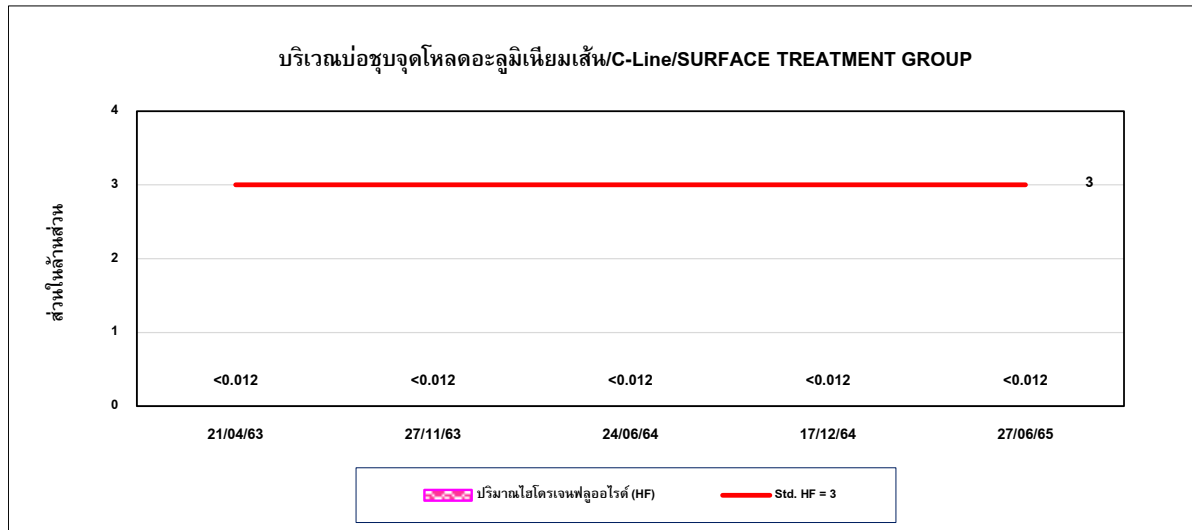 บริเวณบ่อชุบจุดโหลดอะลูมิเนียมเส้น/C-Line/SURFACE TREATMENT GROUP
ส่วนในล้านส่วน
4
3
3
2
1
<0.012 <0.012 <0.012 <0.012 <0.012
0
21/04/63 27/11/63 24/06/64 17/12/64 27/06/65
ปริมาณไฮโดรเจนฟลูออไรด์ (HF) Std. HF = 3